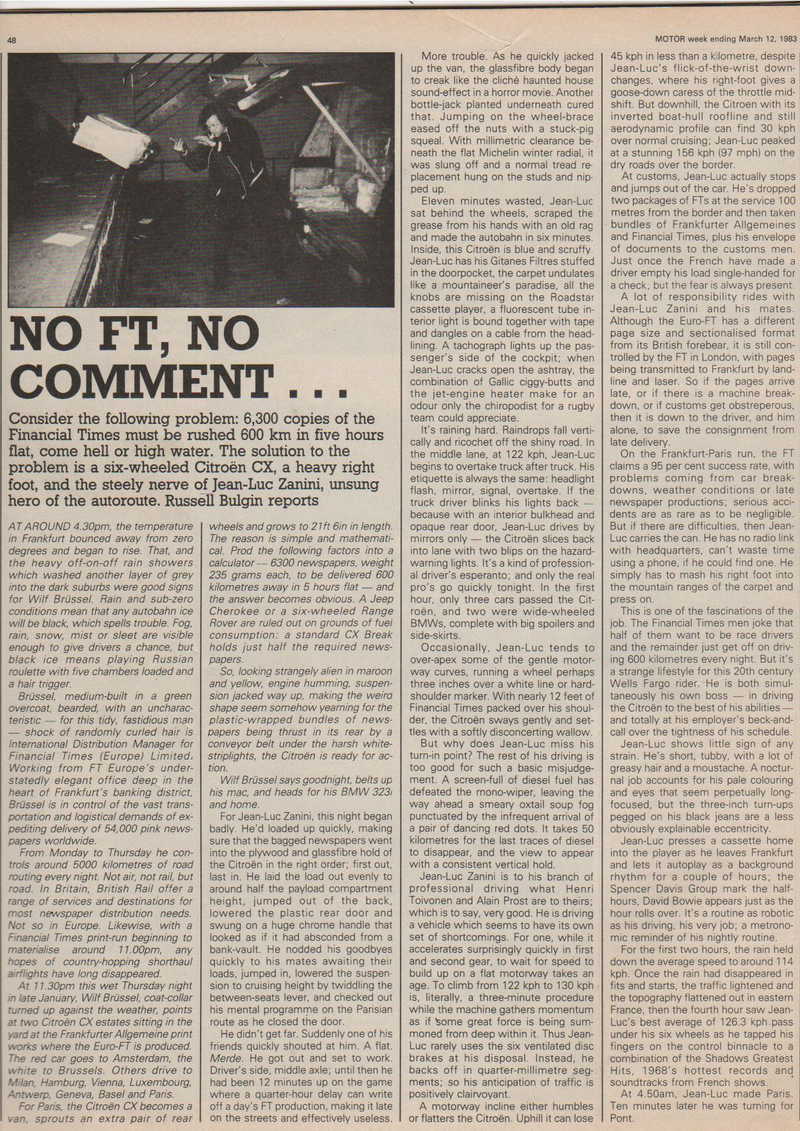 48
MOTOR week ending March 12, 1983
NO FT, NO
COMMENT . . .
Consider the following problem: 6,300 copies of the
Financial Times must be rushed 600 km in five hours
flat, come hell or high water. The solution to the
problem is a six-wheeled Citroën CX, a heavy right
foot, and the steely nerve of Jean-Luc Zanini, unsung
hero of the autoroute. Russell Bulgin reports
AT AROUND 4.30pm, the temperature
in Frankfurt bounced away from zero
degrees and began to rise. That, and
the heavy off-on-off rain showers
which washed another layer of grey
into the dark suburbs were good signs
for Wilf Brüssel. Rain and sub-zero
conditions mean that any autobahn ice
will be black, which spells trouble. Fog,
rain, snow, mist or sleet are visible
enough to give drivers a chance, but
black ice means playing Russian
roulette with five chambers loaded and
a hair trigger.
Brüssel, medium-built in a green
overcoat, bearded, with an uncharac-
teristic — for this tidy, fastidious man
— shock of randomly curled hair is
International Distribution Manager for
Financial Times (Europe) Limited.
Working from FT Europe's under-
statedly elegant office deep in the
heart of Frankfurt's banking district,
Brüssel is in control of the vast trans-
portation and logistical demands of ex-
pediting delivery of 54,000 pink news-
papers worldwide.
From Monday to Thursday he con-
trols around 5000 kilometres of road
routing every night. Not air, not rail, but
road. In Britain, British Rail offer a
range of services and destinations for
most newspaper distribution needs.
Not so in Europe. Likewise, with a
Financial Times print-run beginning to
materialise around 11.00pm, any
hopes of country-hopping shorthaul
airflights have long disappeared.
At 11.30pm this wet Thursday night
in late January, Wilf Brüssel, coat-collar
turned up against the weather, points
at two Citroën CX estates sitting in the
yard at the Frankfurter Allgemeine print
works where the Euro-FT is produced.
The red car goes to Amsterdam, the
white to Brussels. Others drive to
Milan, Hamburg, Vienna, Luxembourg,
Antwerp, Geneva, Basel and Paris.
For Paris, the Citroën CX becomes a
van, sprouts an extra pair of rear
wheels and grows to 21ft 6in in length.
The reason is simple and mathemati-
cal. Prod the following factors into a
calculator — 6300 newspapers, weight
235 grams each, to be delivered 600
kilometres away in 5 hours flat — and
the answer becomes obvious. A Jeep
Cherokee or a six-wheeled Range
Rover are ruled out on grounds of fuel
consumption: a standard CX Break
holds just half the required news-
papers.
So, looking strangely alien in maroon
and yellow, engine humming, suspen-
sion jacked way up, making the weird
shape seem somehow yearning for the
plastic-wrapped bundles of news-
papers being thrust in its rear by a
conveyor belt under the harsh white-
striplights, the Citroën is ready for ac-
tion.
Wilf Brüssel says goodnight, belts up
his mac, and heads for his BMW 323i
and home.
For Jean-Luc Zanini, this night began
badly. He'd loaded up quickly, making
sure that the bagged newspapers went
into the plywood and glassfibre hold of
the Citroën in the right order; first out,
last in. He laid the load out evenly to
around half the payload compartment
height, jumped out of the back,
lowered the plastic rear door and
swung on a huge chrome handle that
looked as if it had absconded from a
bank-vault. He nodded his goodbyes
quickly to his mates awaiting their
loads, jumped in, lowered the suspen-
sion to cruising height by twiddling the
between-seats lever, and checked out
his mental programme on the Parisian
route as he closed the door.
He didn't get far. Suddenly one of his
friends quickly shouted at him. A flat.
Merde. He got out and set to work.
Driver's side, middle axle; until then he
had been 12 minutes up on the game
where a quarter-hour delay can write
off a day's FT production, making it late
on the streets and effectively useless.
More trouble. As he quickly jacked
up the van, the glassfibre body began
to creak like the cliché haunted house
sound-effect in a horror movie. Another
bottle-jack planted underneath cured
that. Jumping on the wheel-brace
eased off the nuts with a stuck-pig
squeal. With millimetric clearance be-
neath the flat Michelin winter radial, it
was slung off and a normal tread re-
placement hung on the studs and nip-
ped up.
Eleven minutes wasted, Jean-Luc
sat behind the wheels, scraped the
grease from his hands with an old rag
and made the autobahn in six minutes.
Inside, this Citroën is blue and scruffy.
Jean-Luc has his Gitanes Filtres stuffed
in the doorpocket, the carpet undulates
like a mountaineer's paradise, all the
knobs are missing on the Roadstar
cassette player, a fluorescent tube in-
terior light is bound together with tape
and dangles on a cable from the head-
lining. A tachograph lights up the pas-
senger's side of the cockpit; when
Jean-Luc cracks open the ashtray, the
combination of Gallic ciggy-butts and
the jet-engine heater make for an
odour only the chiropodist for a rugby
team could appreciate.
It's raining hard. Raindrops fall verti-
cally and ricochet off the shiny road. In
the middle lane, at 122 kph, Jean-Luc
begins to overtake truck after truck. His
etiquette is always the same: headlight
flash, mirror, signal, overtake. If the
truck driver blinks his lights back —
because with an interior bulkhead and
opaque rear door, Jean-Luc drives by
mirrors only — the Citroën slices back
into lane with two blips on the hazard-
warning lights. It's a kind of profession-
al driver's esperanto; and only the real
pro's go quickly tonight. In the first
hour, only three cars passed the Cit-
roën, and two were wide-wheeled
BMWs, complete with big spoilers and
side-skirts.
Occasionally, Jean-Luc tends to
over-apex some of the gentle motor-
way curves, running a wheel perhaps
three inches over a white line or hard-
shoulder marker. With nearly 12 feet of
Financial Times packed over his shoul-
der, the Citroën sways gently and set-
tles with a softly disconcerting wallow.
But why does Jean-Luc miss his
turn-in point? The rest of his driving is
too good for such a basic misjudge-
ment. A screen-full of diesel fuel has
defeated the mono-wiper, leaving the
way ahead a smeary oxtail soup fog
punctuated by the infrequent arrival of
a pair of dancing red dots. It takes 50
kilometres for the last traces of diesel
to disappear, and the view to appear
with a consistent vertical hold.
Jean-Luc Zanini is to his branch of
professional driving what Henri
Toivonen and Alain Prost are to theirs;
which is to say, very good. He is driving
a vehicle which seems to have its own
set of shortcomings. For one, while it
accelerates surprisingly quickly in first
and second gear, to wait for speed to
build up on a flat motorway takes an
age. To climb from 122 kph to 130 kph
is, literally, a three-minute procedure
while the machine gathers momentum
as if some great force is being sum-
moned from deep within it. Thus Jean-
Luc rarely uses the six ventilated disc
brakes at his disposal. Instead, he
backs off in quarter-millimetre seg-
ments; so his anticipation of traffic is
positively clairvoyant.
A motorway incline either humbles
or flatters the Citroën. Uphill it can lose
45 kph in less than a kilometre, despite
Jean-Luc's flick-of-the-wrist down-
changes, where his right-foot gives a
goose-down caress of the throttle mid-
shift. But downhill, the Citroen with its
inverted boat-hull roofline and still
aerodynamic profile can find 30 kph
over normal cruising; Jean-Luc peaked
at a stunning 156 kph (97 mph) on the
dry roads over the border.
At customs, Jean-Luc actually stops
and jumps out of the car. He's dropped
two packages of FTs at the service 100
metres from the border and then taken
bundles of Frankfurter Allgemeines
and Financial Times, plus his envelope
of documents to the customs men.
Just once the French have made a
driver empty his load single-handed for
a check, but the fear is always present.
A lot of responsibility rides with
Jean-Luc Zanini and his mates.
Although the Euro-FT has a different
page size and sectionalised format
from its British forebear, it is still con-
trolled by the FT in London, with pages
being transmitted to Frankfurt by land-
line and laser. So if the pages arrive
late, or if there is a machine break-
down, or if customs get obstreperous,
then it is down to the driver, and him
alone, to save the consignment from
late delivery.
On the Frankfurt-Paris run, the FT
claims a 95 per cent success rate, with
problems coming from car break-
downs, weather conditions or late
newspaper productions; serious acci-
dents are as rare as to be negligible.
But if there are difficulties, then Jean-
Luc carries the can. He has no radio link
with headquarters, can't waste time
using a phone, if he could find one. He
simply has to mash his right foot into
the mountain ranges of the carpet and
press on.
This is one of the fascinations of the
job. The Financial Times men joke that
half of them want to be race drivers
and the remainder just get off on driv-
ing 600 kilometres every night. But it's
a strange lifestyle for this 20th century
Wells Fargo rider. He is both simul-
taneously his own boss — in driving
the Citroën to the best of his abilities —
and totally at his employer's beck-and-
call over the tightness of his schedule.
Jean-Luc shows little sign of any
strain. He's short, tubby, with a lot of
greasy hair and a moustache. A noctur-
nal job accounts for his pale colouring
and eyes that seem perpetually long-
focused, but the three-inch turn-ups
pegged on his black jeans are a less
obviously explainable eccentricity.
Jean-Luc presses a cassette home
into the player as he leaves Frankfurt
and lets it autoplay as a background
rhythm for a couple of hours; the
Spencer Davis Group mark the half-
hours, David Bowie appears just as the
hour rolls over. It's a routine as robotic
as his driving, his very job; a metrono-
mic reminder of his nightly routine.
For the first two hours, the rain held
down the average speed to around 114
kph. Once the rain had disappeared in
fits and starts, the traffic lightened and
the topography flattened out in eastern
France, then the fourth hour saw Jean-
Luc's best average of 126.3 kph pass
under his six wheels as he tapped his
fingers on the control binnacle to a
combination of the Shadows Greatest
Hits, 1968's hottest records and
soundtracks from French shows.
At 4.50am, Jean-Luc made Paris.
Ten minutes later he was turning for
Pont.